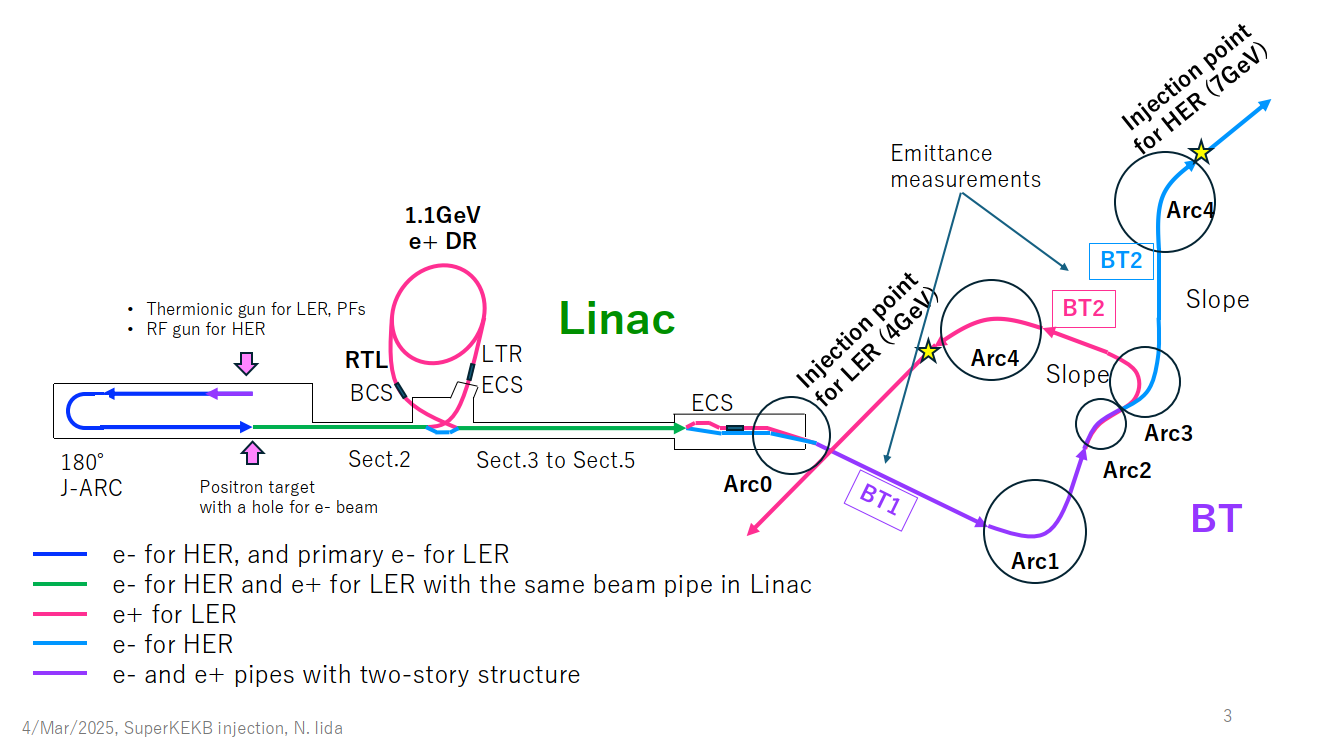 Injection point
for HER (7GeV)
Emittance
measurements
Arc4
BT2
Slope
BT2
1.1GeV
e+ DR
Linac
• Thermionic gun for LER, PFs
• RF gun for HER
Injection point
for LER (4GeV)
Arc4
Slope
RTL
BCS
LTR
ECS
ECS
Arc3
Arc2
180°
J-ARC
Sect.2
Sect.3 to Sect.5
Positron target
with a hole for e- beam
Arc0
BT1
Arc1
BT
e- for HER, and primary e- for LER
e- for HER and e+ for LER with the same beam pipe in Linac
e+ for LER
e- for HER
e- and e+ pipes with two-story structure
4/Mar/2025, SuperKEKB injection, N. Iida
3